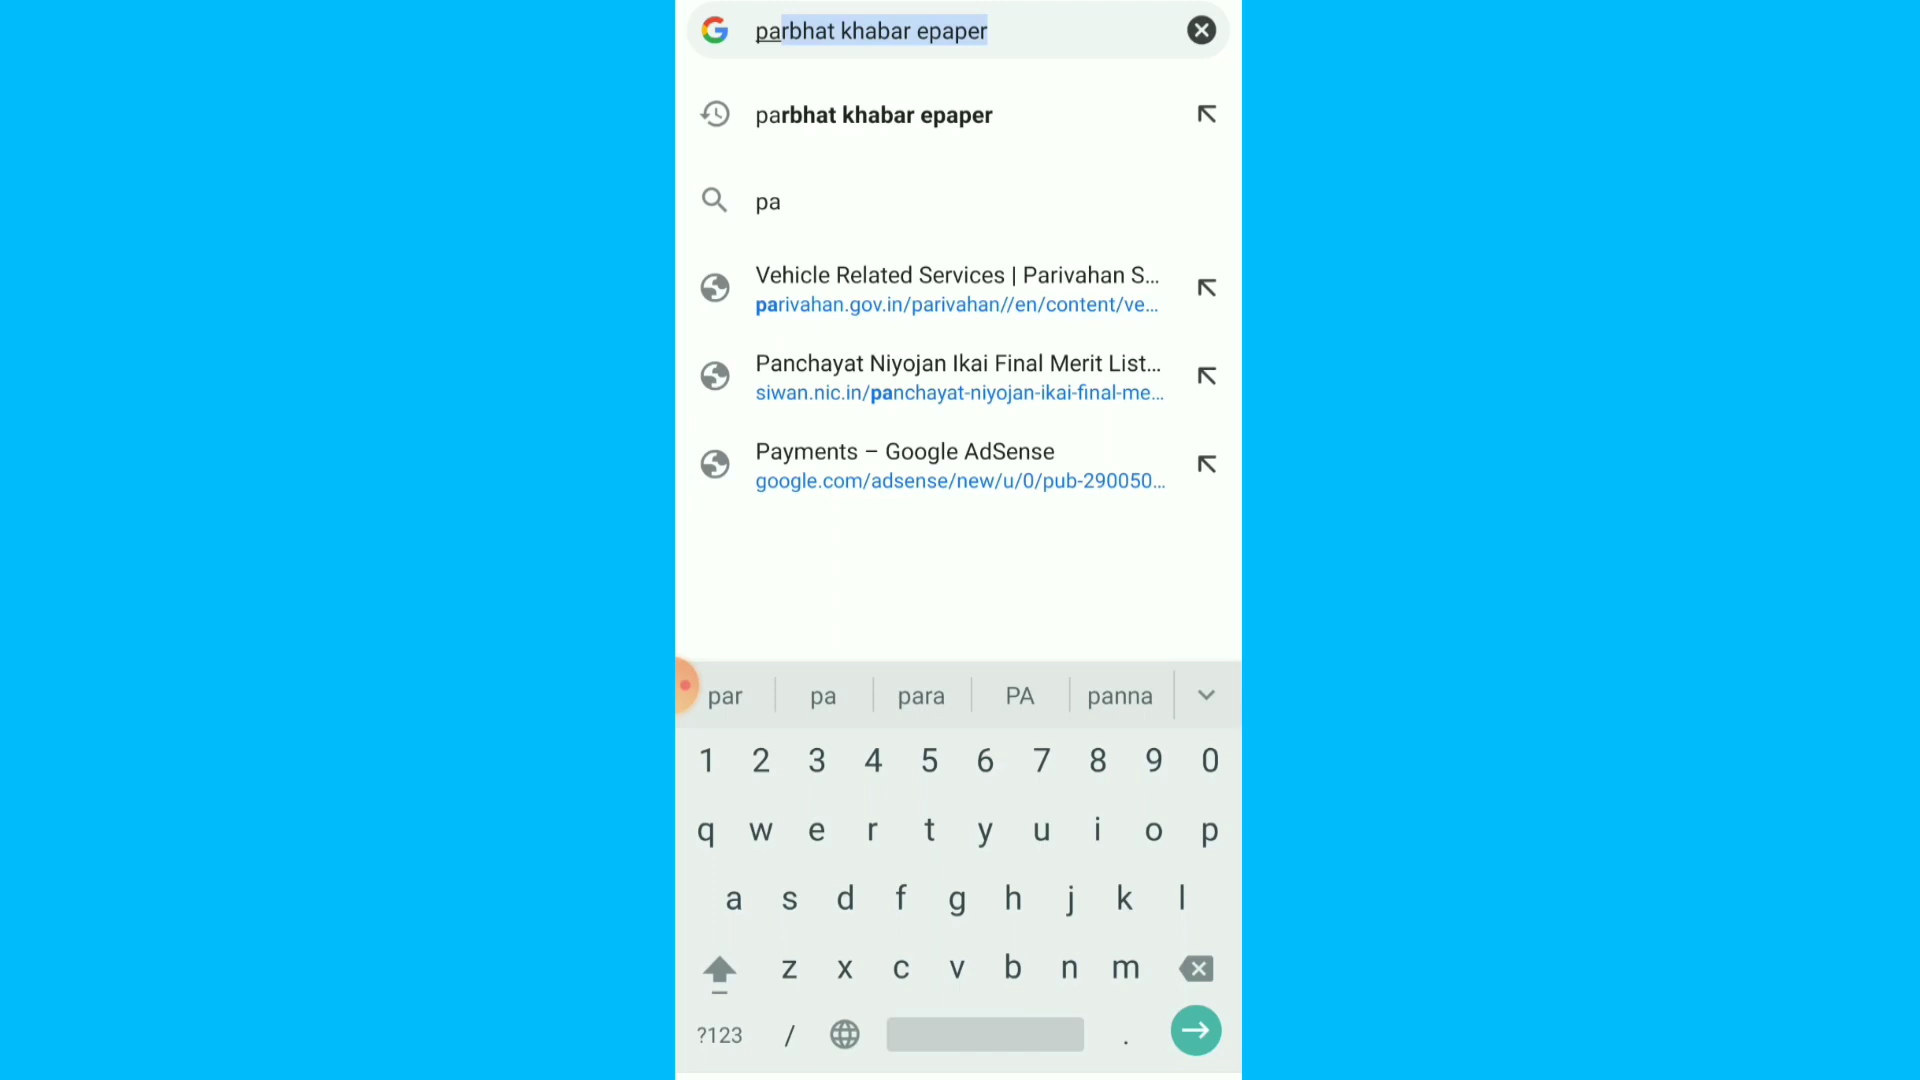 parbhat khabar epaper
parbhat khabar epaper
pa
Vehicle Related Services | Parivahan S...
parivahan.gov.in/parivahan//en/content/ve...
Panchayat Niyojan Ikai Final Merit List...
siwan.nic.in/panchayat-niyojan-ikai-final-me...
Payments – Google AdSense
google.com/adsense/new/u/0/pub-290050...
par pa para PA panna
1 2 3 4 5 6 7 8 9 0
q w e r t y u i o p
a s d f g h j k l
z x c v b n m
?123 / .